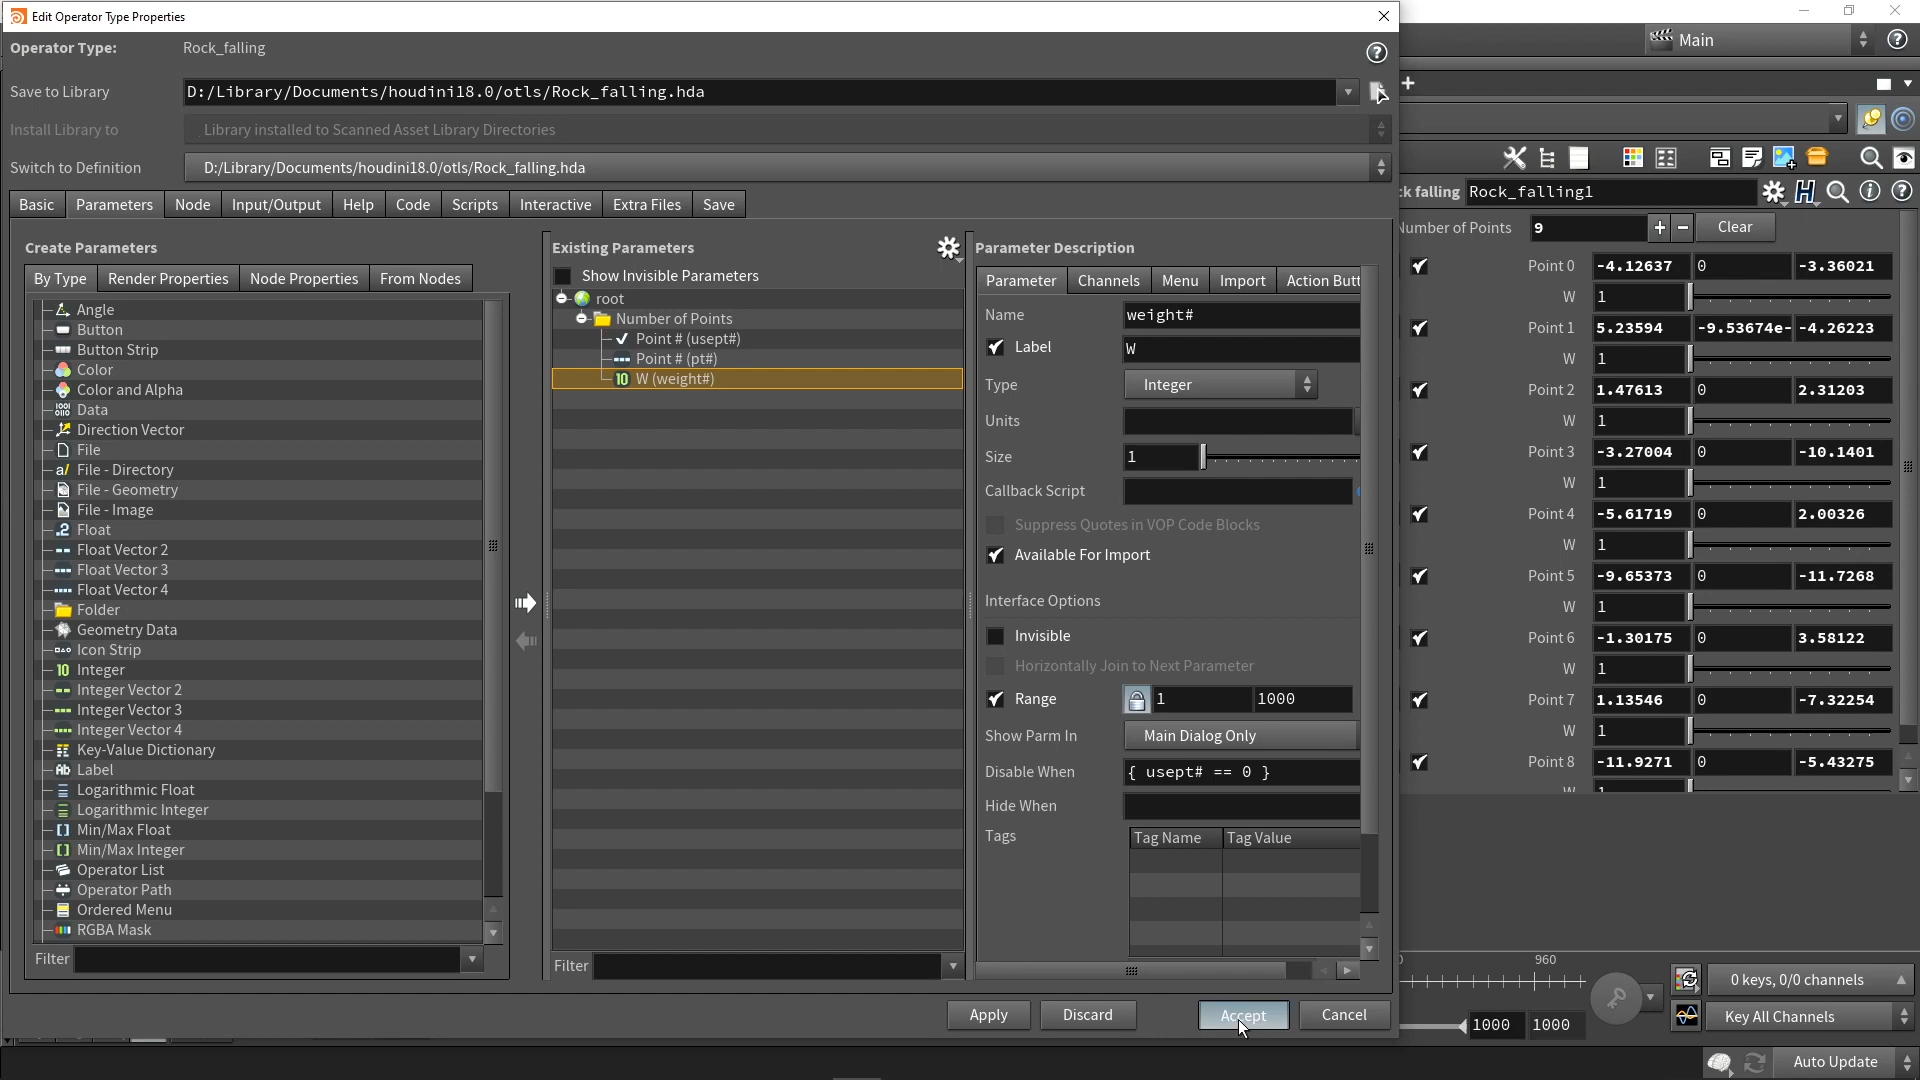 Edit Operator Type Properties
Operator Type: Rock_falling
Save to Library D:/Library/Documents/houdini18.0/otls/Rock_falling.hda
Install Library to Library installed to Scanned Asset Library Directories
Switch to Definition D:/Library/Documents/houdini18.0/otls/Rock_falling.hda
Basic Parameters Node Input/Output Help Code Scripts Interactive Extra Files Save
Create Parameters
By Type Render Properties Node Properties From Nodes
Angle
Button
Button Strip
Color
Color and Alpha
Data
Direction Vector
File
File - Directory
File - Geometry
File - Image
Float
Float Vector 2
Float Vector 3
Float Vector 4
Folder
Geometry Data
Icon Strip
Integer
Integer Vector 2
Integer Vector 3
Integer Vector 4
Key-Value Dictionary
Label
Logarithmic Float
Logarithmic Integer
Min/Max Float
Min/Max Integer
Operator List
Operator Path
Ordered Menu
RGBA Mask
Filter
Existing Parameters
Show Invisible Parameters
root
Number of Points
Point # (usept#)
Point # (pt#)
W (weight#)
Filter
Parameter Description
Parameter Channels Menu Import Action Butt
Name weight#
Label W
Type Integer
Units
Size 1
Callback Script
Suppress Quotes in VOP Code Blocks
Available For Import
Interface Options
Invisible
Horizontally Join to Next Parameter
Range 1 1000
Show Parm In Main Dialog Only
Disable When { usept# == 0 }
Hide When
Tags Tag Name Tag Value
Apply Discard Accept Cancel
Main
ck falling Rock_falling1
Number of Points 9 Clear
Point 0 -4.12637 0 -3.36021
W 1
Point 1 5.23594 -9.53674e- -4.26223
W 1
Point 2 1.47613 0 2.31203
W 1
Point 3 -3.27004 0 -10.1401
W 1
Point 4 -5.61719 0 2.00326
W 1
Point 5 -9.65373 0 -11.7268
W 1
Point 6 -1.30175 0 3.58122
W 1
Point 7 1.13546 0 -7.32254
W 1
Point 8 -11.9271 0 -5.43275
W 1
960
0 keys, 0/0 channels
1000 1000 Key All Channels
Auto Update